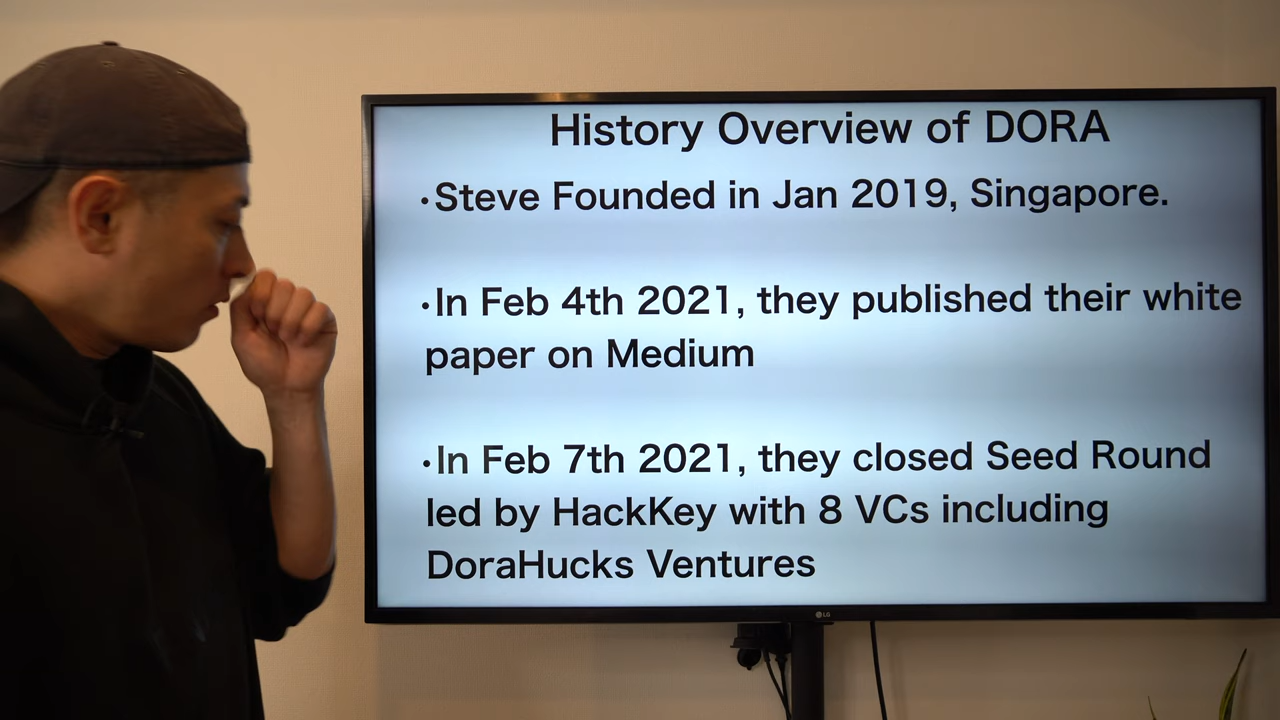 History Overview of DORA
・Steve Founded in Jan 2019, Singapore.
・In Feb 4th 2021, they published their white
paper on Medium
・In Feb 7th 2021, they closed Seed Round
led by HackKey with 8 VCs including
DoraHucks Ventures
LG